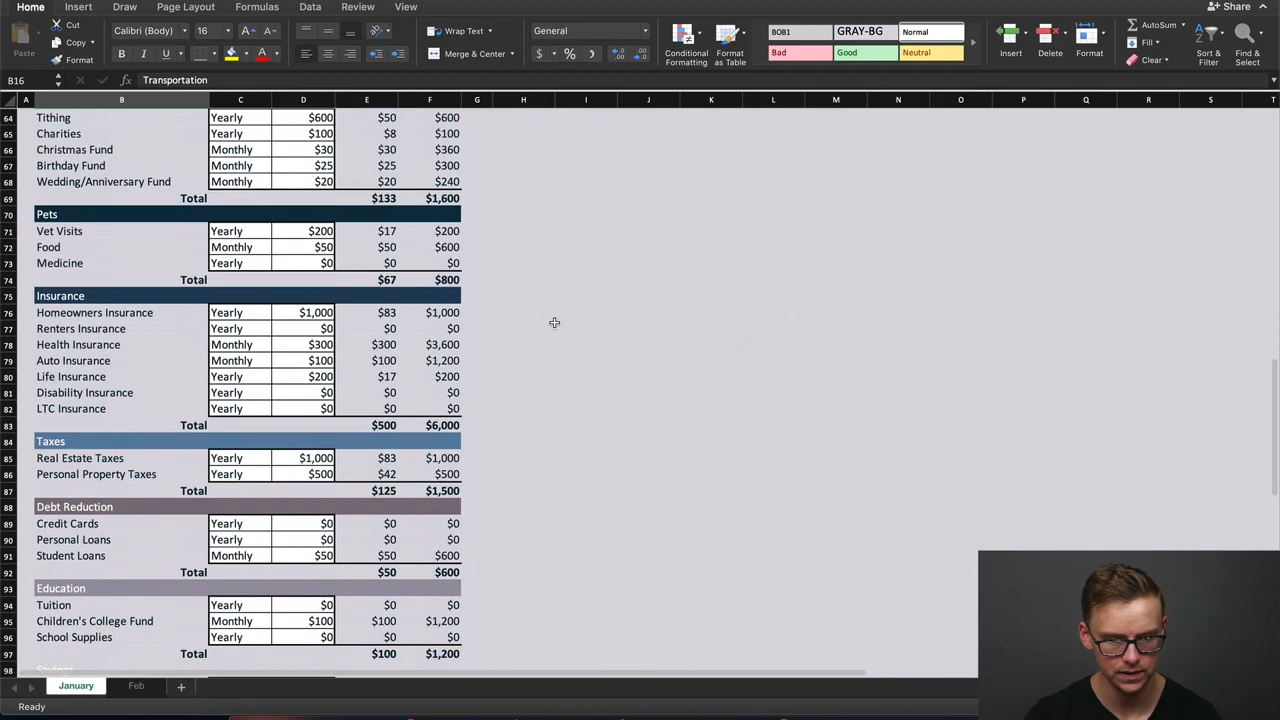 Home Insert Draw Page Layout Formulas Data Review View Share
Cut Calibri (Body) 16 A A Wrap Text General BOB1 GRAY-BG Normal AutoSum
Paste Copy Fill
Format B I U A Merge & Center $ % Conditional Formatting Format as Table Bad Good Neutral Insert Delete Format Clear Sort & Filter Find & Select
B16 fx Transportation
A B C D E F G H I J K L M N O P Q R S T
64 Tithing Yearly $600 $50 $600
65 Charities Yearly $100 $8 $100
66 Christmas Fund Monthly $30 $30 $360
67 Birthday Fund Monthly $25 $25 $300
68 Wedding/Anniversary Fund Monthly $20 $20 $240
69 Total $133 $1,600
70 Pets
71 Vet Visits Yearly $200 $17 $200
72 Food Monthly $50 $50 $600
73 Medicine Yearly $0 $0 $0
74 Total $67 $800
75 Insurance
76 Homeowners Insurance Yearly $1,000 $83 $1,000
77 Renters Insurance Yearly $0 $0 $0
78 Health Insurance Monthly $300 $300 $3,600
79 Auto Insurance Monthly $100 $100 $1,200
80 Life Insurance Yearly $200 $17 $200
81 Disability Insurance Yearly $0 $0 $0
82 LTC Insurance Yearly $0 $0 $0
83 Total $500 $6,000
84 Taxes
85 Real Estate Taxes Yearly $1,000 $83 $1,000
86 Personal Property Taxes Yearly $500 $42 $500
87 Total $125 $1,500
88 Debt Reduction
89 Credit Cards Yearly $0 $0 $0
90 Personal Loans Yearly $0 $0 $0
91 Student Loans Monthly $50 $50 $600
92 Total $50 $600
93 Education
94 Tuition Yearly $0 $0 $0
95 Children's College Fund Monthly $100 $100 $1,200
96 School Supplies Yearly $0 $0 $0
97 Total $100 $1,200
98 Savings
January Feb +
Ready